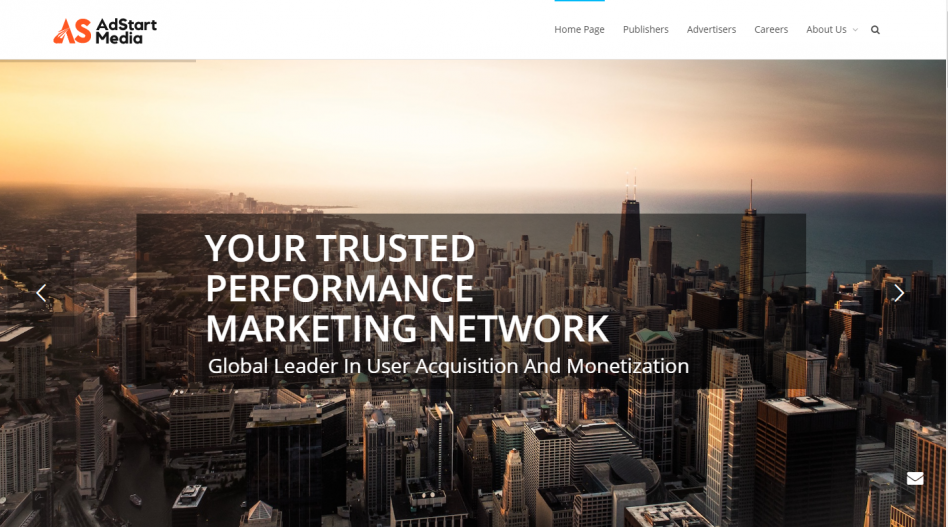 AS AdStart
Media
Home Page Publishers Advertisers Careers About Us
YOUR TRUSTED
PERFORMANCE
MARKETING NETWORK
Global Leader In User Acquisition And Monetization